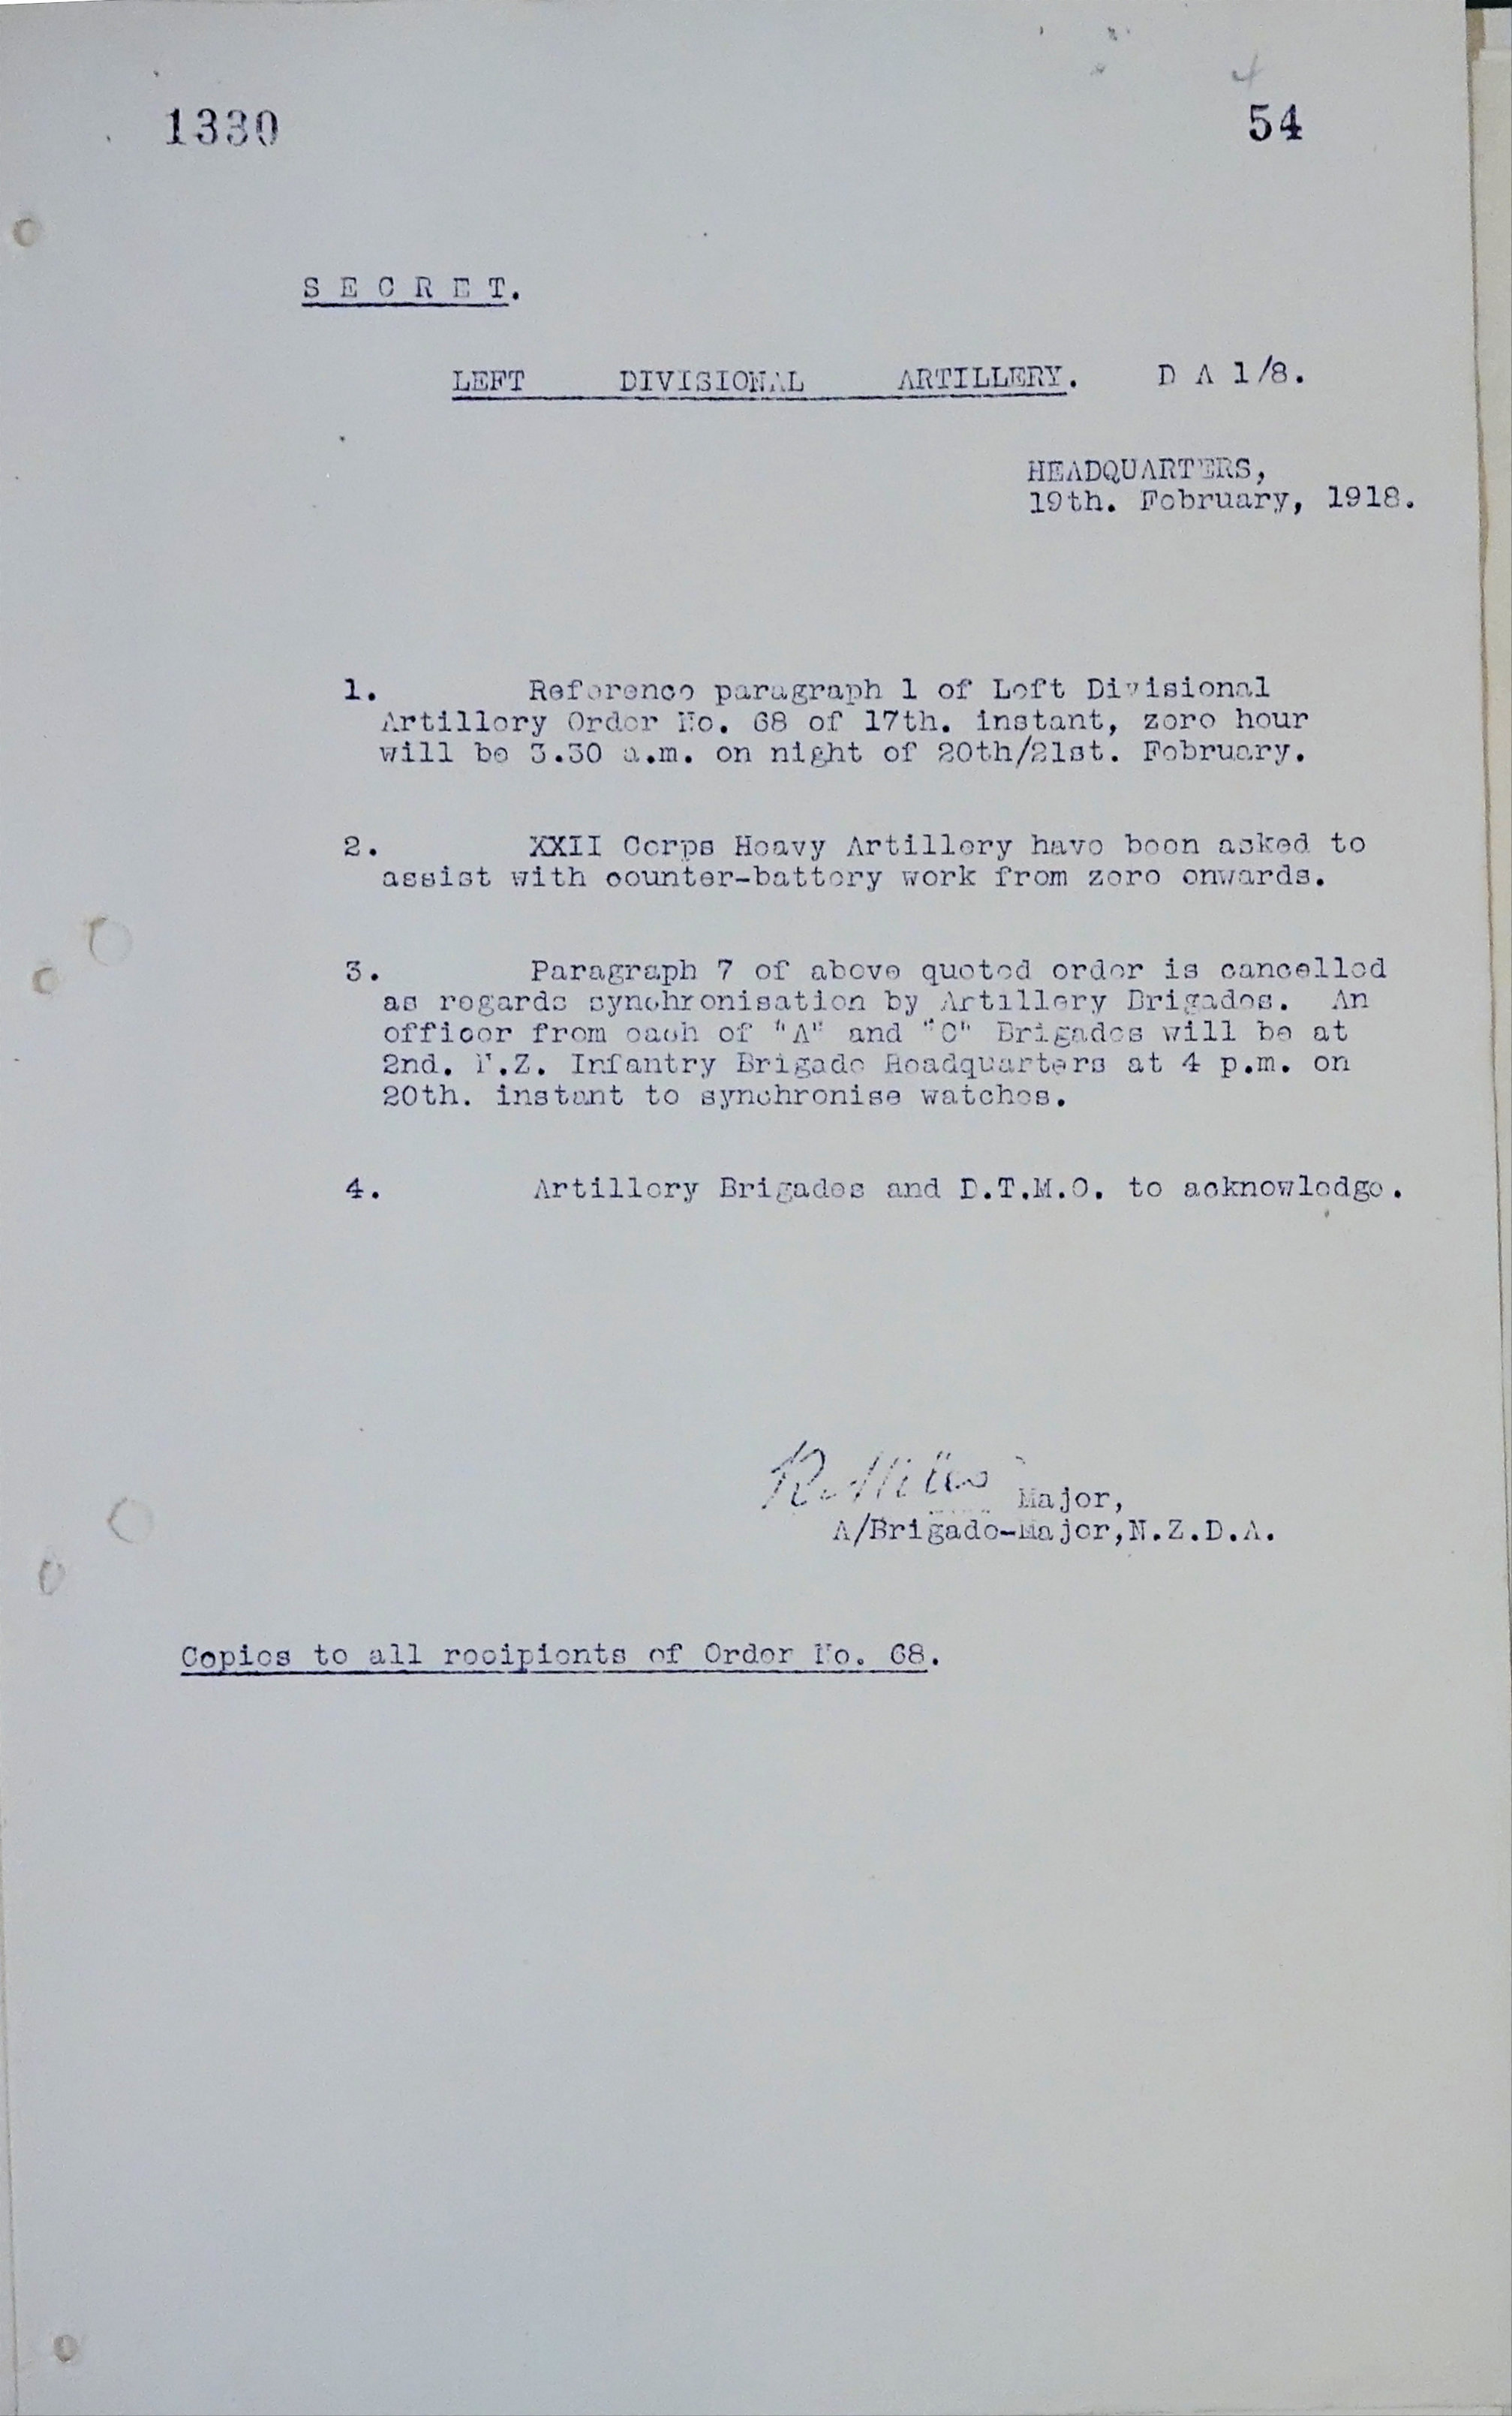 1330
54
S E C R E T.
LEFT DIVISIONAL ARTILLERY. D A 1/8.
HEADQUARTERS,
19th. February, 1918.
1. Reference paragraph 1 of Left Divisional
Artillery Order No. 68 of 17th. instant, zero hour
will be 3.30 a.m. on night of 20th/21st. February.
2. XXII Corps Heavy Artillery have been asked to
assist with counter-battery work from zero onwards.
3. Paragraph 7 of above quoted order is cancelled
as regards synchronisation by Artillery Brigades. An
officer from each of "A" and "C" Brigades will be at
2nd. N.Z. Infantry Brigade Headquarters at 4 p.m. on
20th. instant to synchronise watches.
4. Artillery Brigades and D.T.M.O. to acknowledge.
Major,
A/Brigade-Major,N.Z.D.A.
Copies to all recipients of Order No. 68.